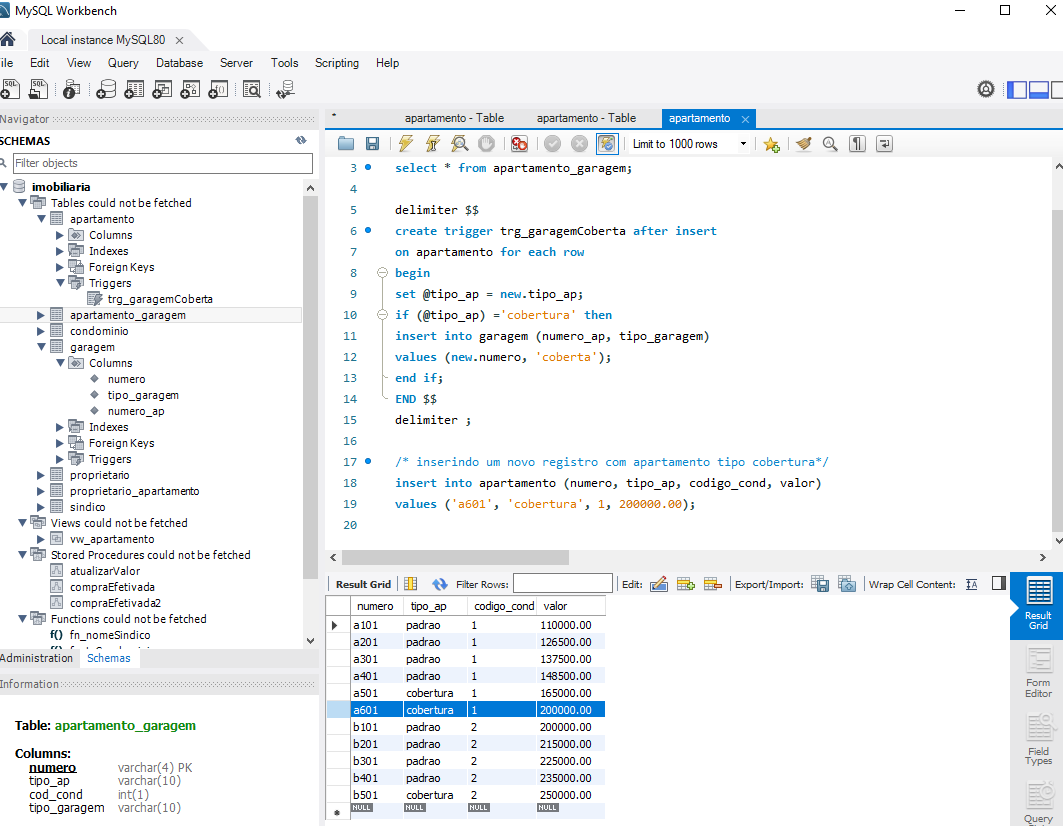 MySQL Workbench
Local instance MySQL80
ile Edit View Query Database Server Tools Scripting Help
Navigator
SCHEMAS
Filter objects
imobiliaria
Tables could not be fetched
apartamento
Columns
Indexes
Foreign Keys
Triggers
trg_garagemCoberta
apartamento_garagem
condominio
garagem
Columns
numero
tipo_garagem
numero_ap
Indexes
Foreign Keys
Triggers
proprietario
proprietario_apartamento
sindico
Views could not be fetched
vw_apartamento
Stored Procedures could not be fetched
atualizarValor
compraEfetivada
compraEfetivada2
Functions could not be fetched
f() fn_nomeSindico
Administration Schemas
Information
Table: apartamento_garagem
Columns:
numero varchar(4) PK
tipo_ap varchar(10)
cod_cond int(1)
tipo_garagem varchar(10)
* apartamento - Table apartamento - Table apartamento
Limit to 1000 rows
3 select * from apartamento_garagem;
4
5 delimiter $$
6 create trigger trg_garagemCoberta after insert
7 on apartamento for each row
8 begin
9 set @tipo_ap = new.tipo_ap;
10 if (@tipo_ap) ='cobertura' then
11 insert into garagem (numero_ap, tipo_garagem)
12 values (new.numero, 'coberta');
13 end if;
14 END $$
15 delimiter ;
16
17 /* inserindo um novo registro com apartamento tipo cobertura*/
18 insert into apartamento (numero, tipo_ap, codigo_cond, valor)
19 values ('a601', 'cobertura', 1, 200000.00);
20
Result Grid Filter Rows: Edit: Export/Import: Wrap Cell Content:
numero tipo_ap codigo_cond valor
a101 padrao 1 110000.00
a201 padrao 1 126500.00
a301 padrao 1 137500.00
a401 padrao 1 148500.00
a501 cobertura 1 165000.00
a601 cobertura 1 200000.00
b101 padrao 2 200000.00
b201 padrao 2 215000.00
b301 padrao 2 225000.00
b401 padrao 2 235000.00
b501 cobertura 2 250000.00
NULL NULL NULL NULL
Result
Grid
Form
Editor
Field
Types
Query